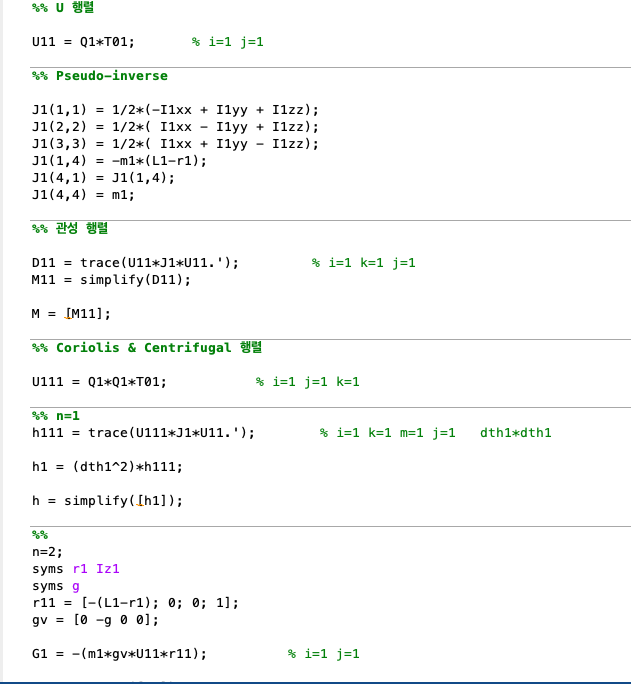 %% U 행렬
U11 = Q1*T01;       % i=1 j=1
%% Pseudo-inverse
J1(1,1) = 1/2*(-I1xx + I1yy + I1zz);
J1(2,2) = 1/2*( I1xx - I1yy + I1zz);
J1(3,3) = 1/2*( I1xx + I1yy - I1zz);
J1(1,4) = -m1*(L1-r1);
J1(4,1) = J1(1,4);
J1(4,4) = m1;
%% 관성 행렬
D11 = trace(U11*J1*U11.');         % i=1 k=1 j=1
M11 = simplify(D11);
M = [M11];
%% Coriolis & Centrifugal 행렬
U111 = Q1*Q1*T01;           % i=1 j=1 k=1
%% n=1
h111 = trace(U111*J1*U11.');        % i=1 k=1 m=1 j=1   dth1*dth1
h1 = (dth1^2)*h111;
h = simplify([h1]);
%%
n=2;
syms r1 Iz1
syms g
r11 = [-(L1-r1); 0; 0; 1];
gv = [0 -g 0 0];
G1 = -(m1*gv*U11*r11);          % i=1 j=1